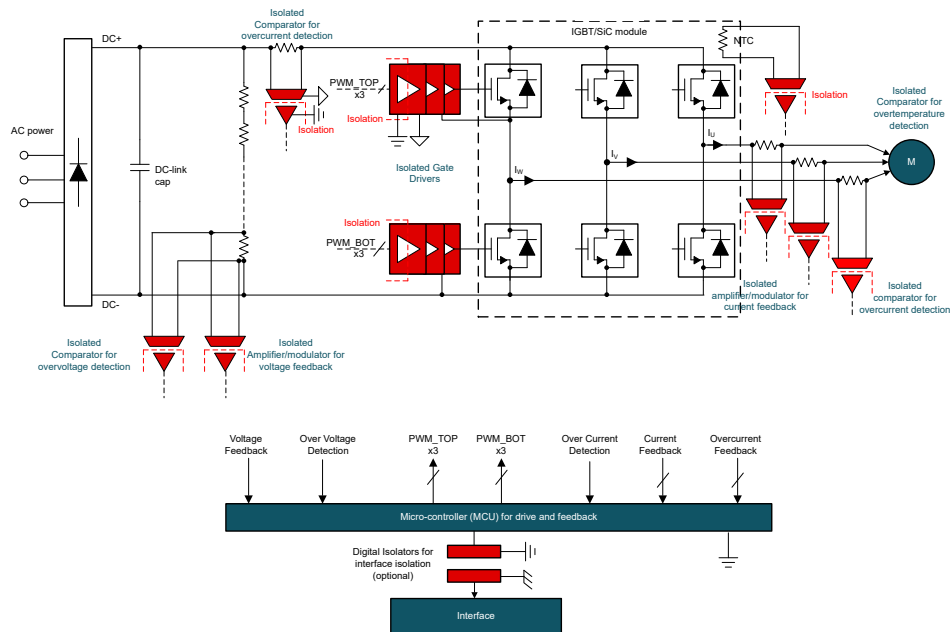 Isolated
Comparator for
overcurrent detection
IGBT/SiC module
DC+
NTC
PWM_TOP
x3
Isolation
Isolation
Isolation
Isolated
Comparator for
overtemperature
detection
AC power
DC-link
cap
Isolated Gate
Drivers
IU
IV
IW
M
Isolation
PWM_BOT
x3
DC-
Isolated
amplifier/modulator for
current feedback
Isolated
comparator for
overcurrent detection
Isolated
Comparator for
overvoltage detection
Isolated
Amplifier/modulator for
voltage feedback
Voltage
Feedback
Over Voltage
Detection
PWM_TOP
x3
PWM_BOT
x3
Over Current
Detection
Current
Feedback
Overcurrent
Feedback
Micro-controller (MCU) for drive and feedback
Digital Isolators for
interface isolation
(optional)
Interface